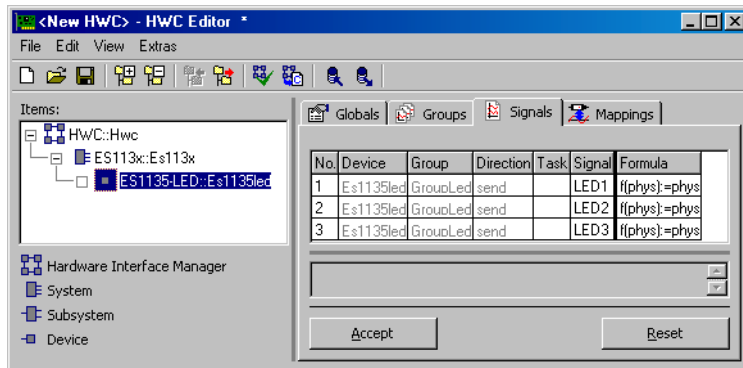 <New HWC> - HWC Editor *
File Edit View Extras
Items:
HWC::Hwc
ES113x::Es113x
ES1135-LED::Es1135led
Hardware Interface Manager
System
Subsystem
Device
Globals Groups Signals Mappings
No. Device Group Direction Task Signal Formula
1 Es1135led GroupLed send LED1 f(phys):=phys
2 Es1135led GroupLed send LED2 f(phys):=phys
3 Es1135led GroupLed send LED3 f(phys):=phys
Accept Reset